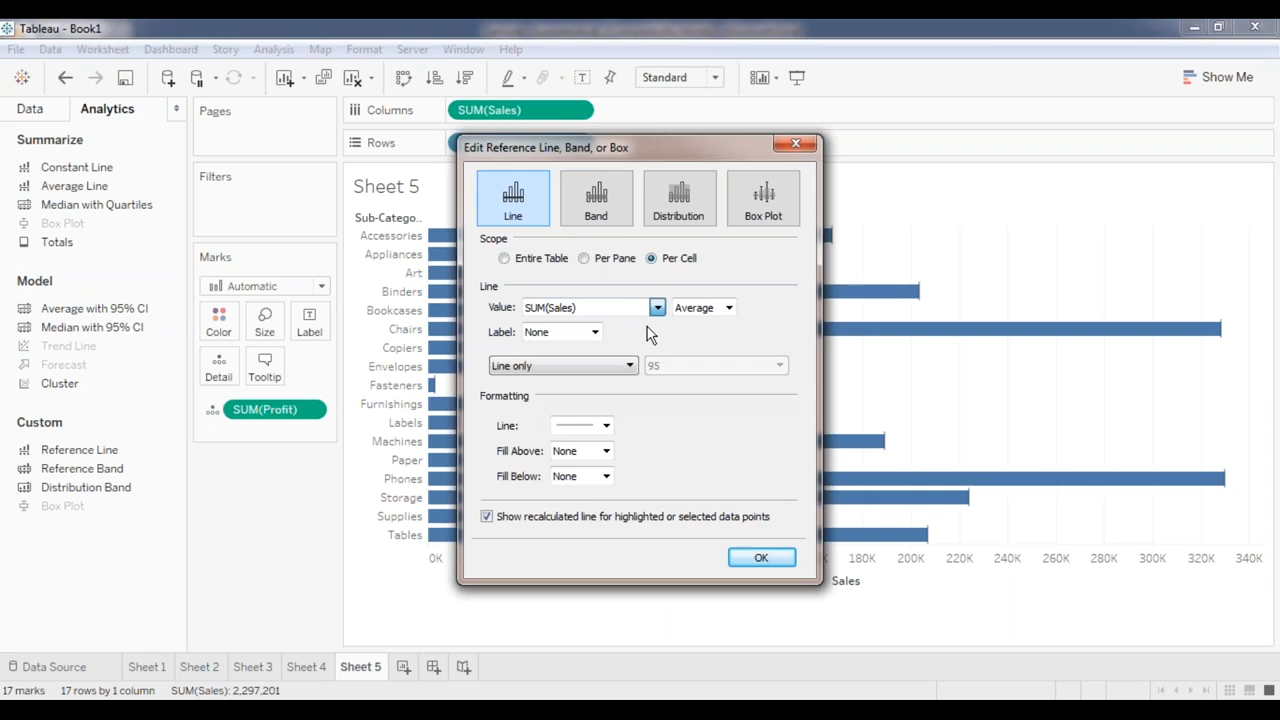 Tableau - Book1
File Data Worksheet Dashboard Story Analysis Map Format Server Window Help
Standard
Show Me
Data
Analytics
Summarize
Constant Line
Average Line
Median with Quartiles
Box Plot
Totals
Model
Average with 95% CI
Median with 95% CI
Trend Line
Forecast
Cluster
Custom
Reference Line
Reference Band
Distribution Band
Box Plot
Pages
Filters
Marks
Automatic
Color
Size
Label
Detail
Tooltip
SUM(Profit)
Columns
SUM(Sales)
Rows
Sheet 5
Sub-Catego..
Accessories
Appliances
Art
Binders
Bookcases
Chairs
Copiers
Envelopes
Fasteners
Furnishings
Labels
Machines
Paper
Phones
Storage
Supplies
Tables
0K
180K 200K 220K 240K 260K 280K 300K 320K 340K
Sales
Edit Reference Line, Band, or Box
Line
Band
Distribution
Box Plot
Scope
Entire Table
Per Pane
Per Cell
Line
Value: SUM(Sales) Average
Label: None
Line only
95
Formatting
Line:
Fill Above: None
Fill Below: None
Show recalculated line for highlighted or selected data points
OK
Data Source
Sheet 1
Sheet 2
Sheet 3
Sheet 4
Sheet 5
17 marks
17 rows by 1 column
SUM(Sales): 2,297,201